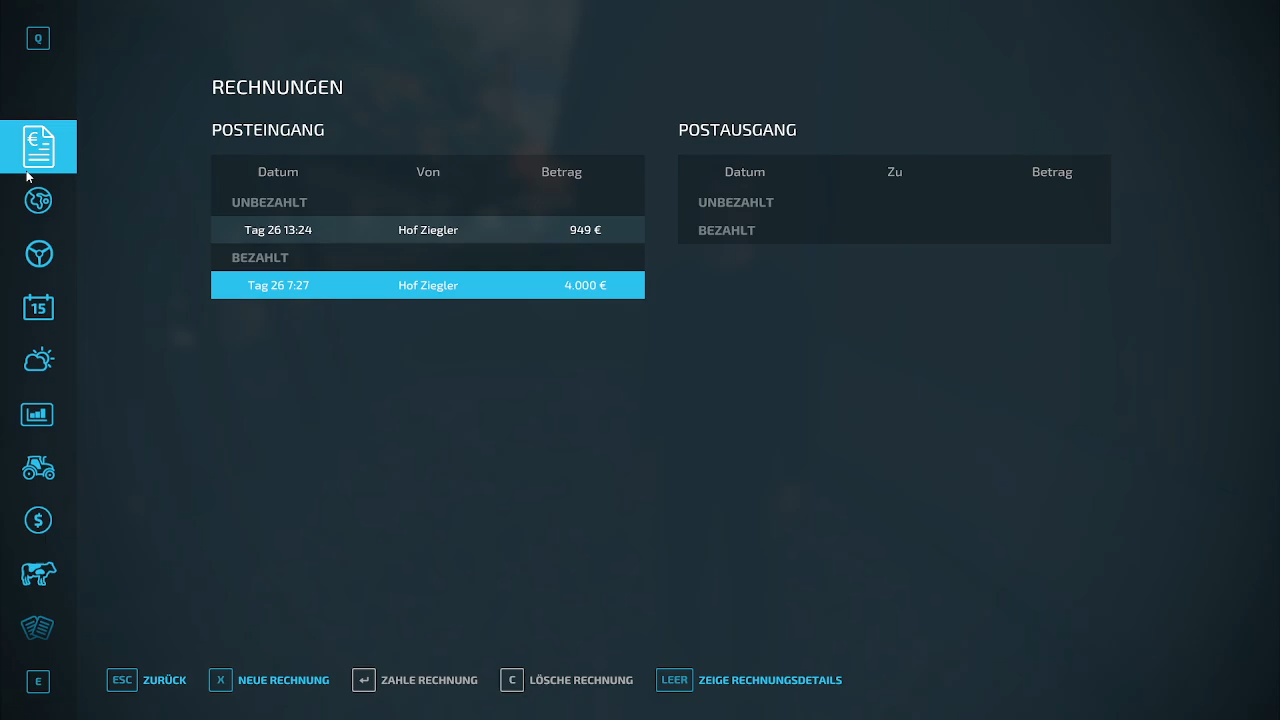 Q
RECHNUNGEN
POSTEINGANG
Datum Von Betrag
UNBEZAHLT
Tag 26 13:24 Hof Ziegler 949 €
BEZAHLT
Tag 26 7:27 Hof Ziegler 4.000 €
POSTAUSGANG
Datum Zu Betrag
UNBEZAHLT
BEZAHLT
€
15
$
E
ESC ZURÜCK X NEUE RECHNUNG ↵ ZAHLE RECHNUNG C LÖSCHE RECHNUNG LEER ZEIGE RECHNUNGSDETAILS